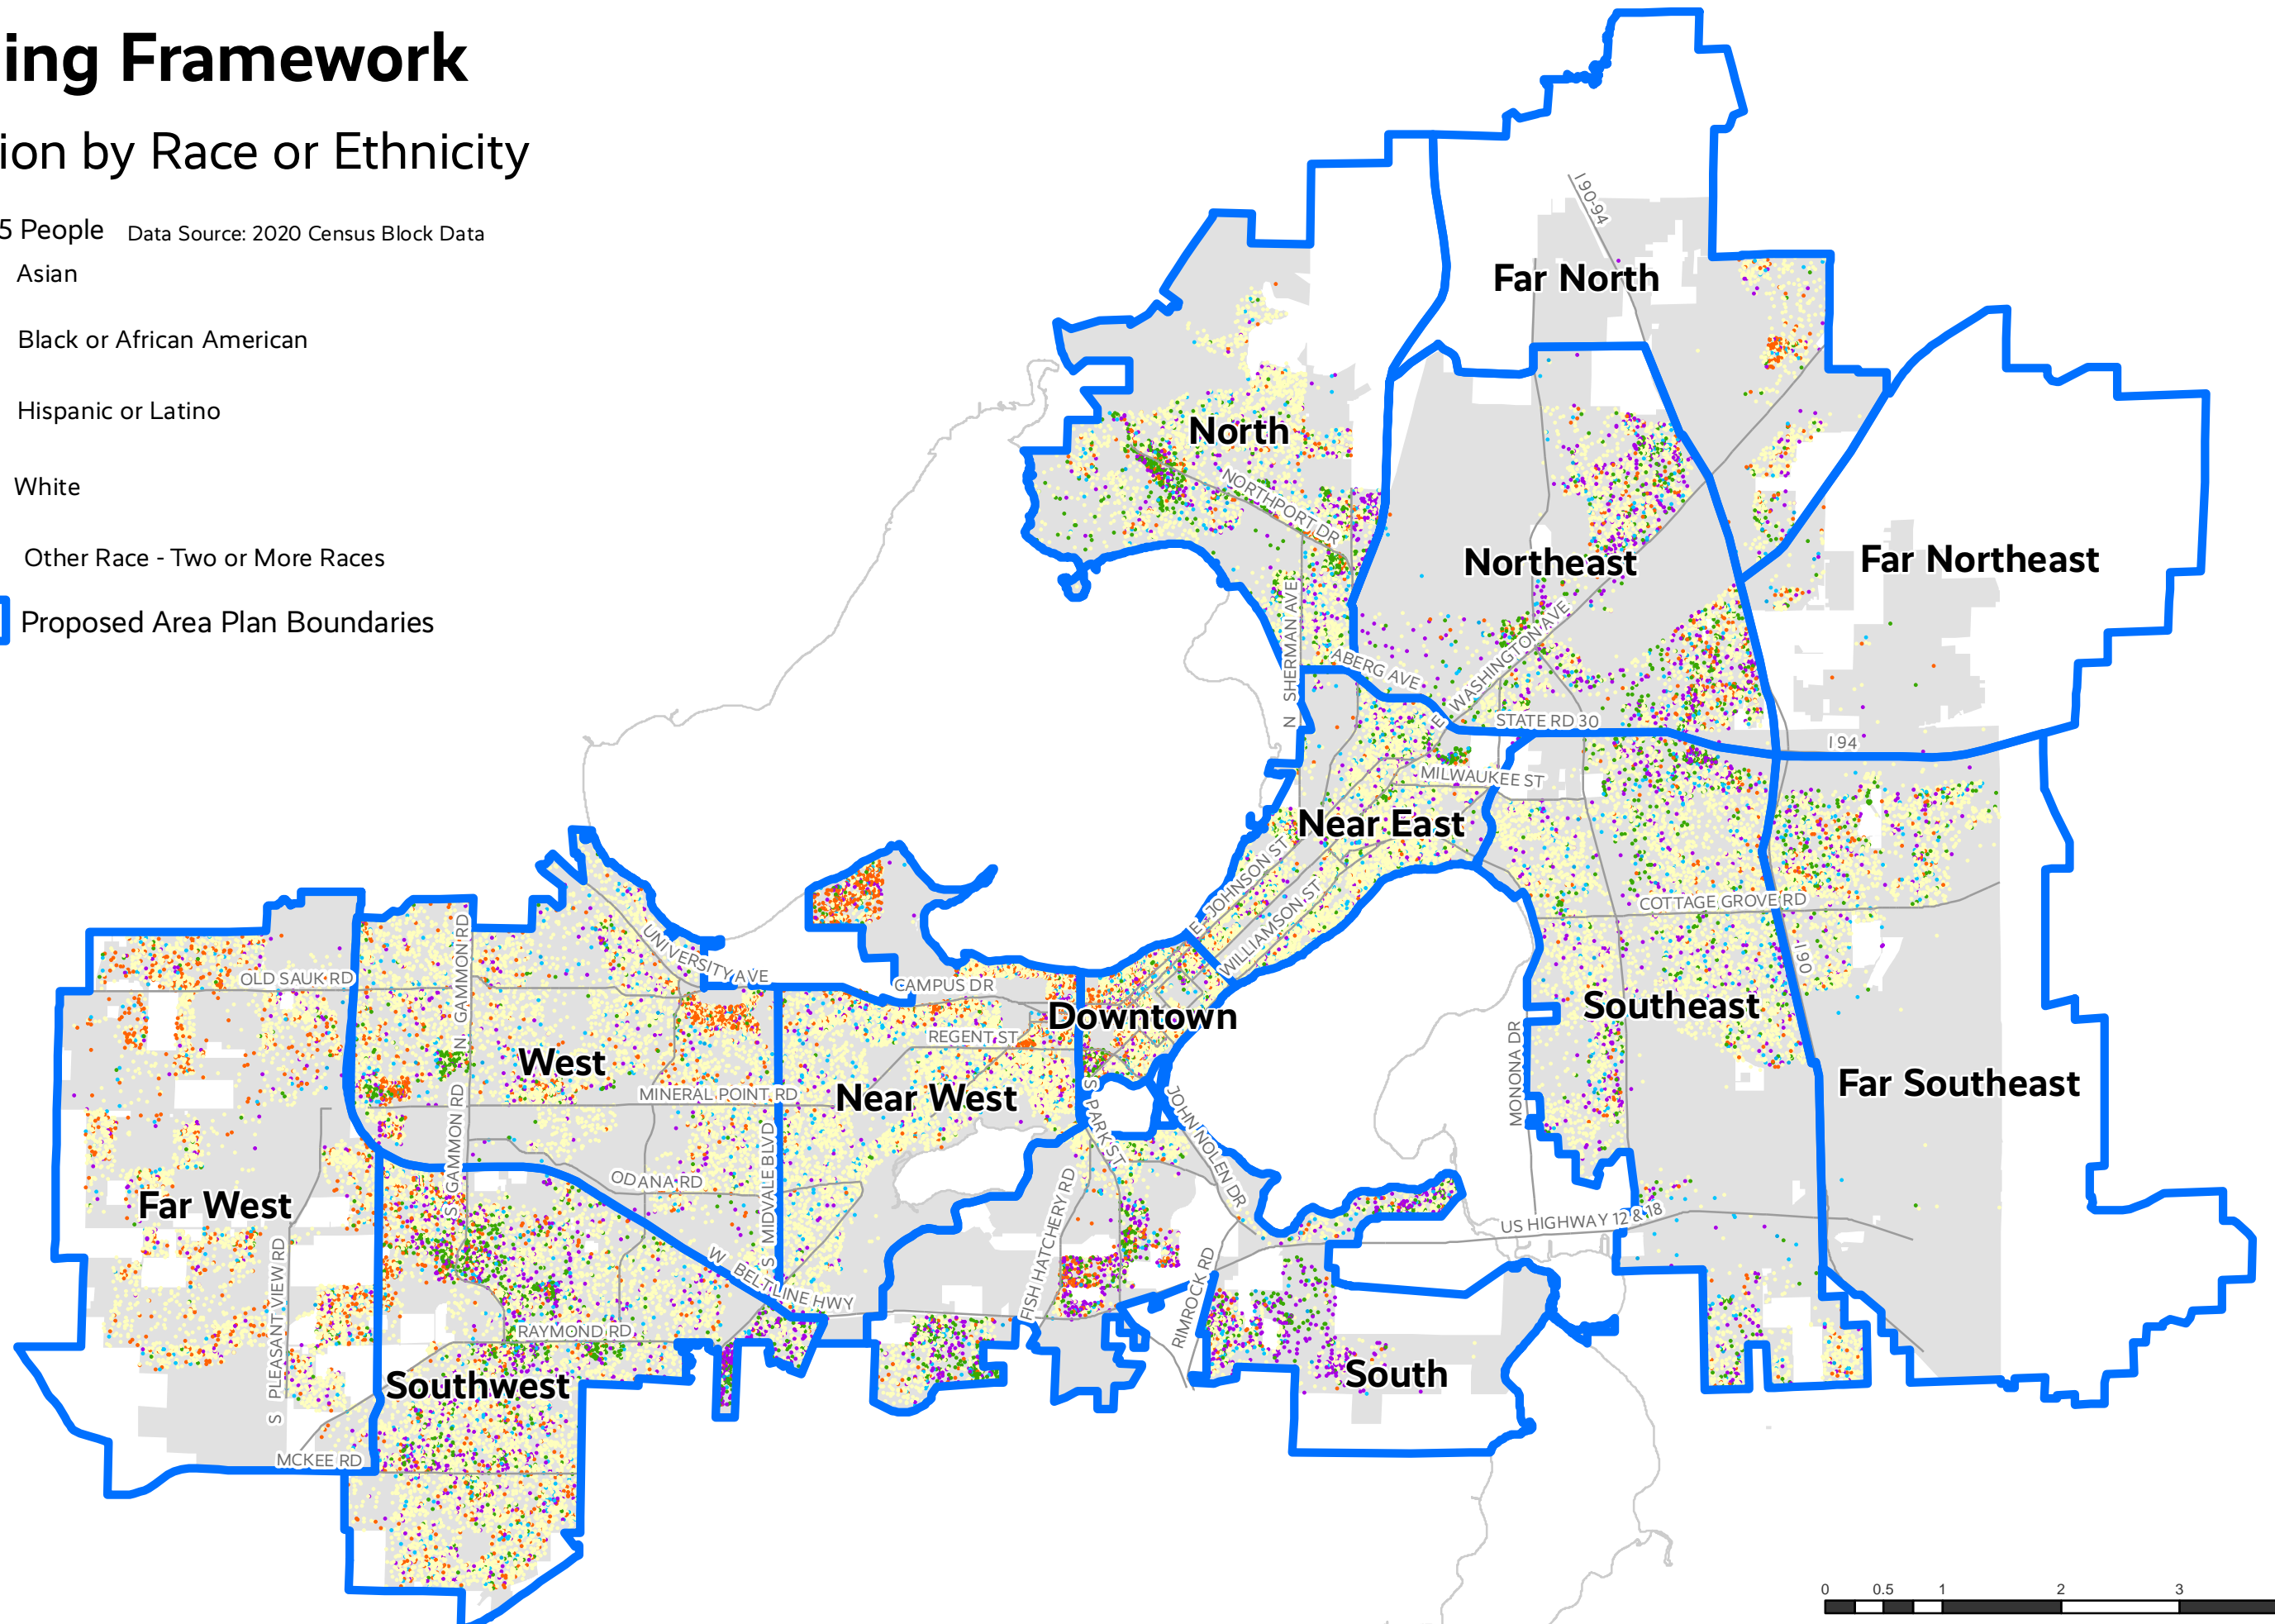 ing Framework
ion by Race or Ethnicity
5 People
Data Source: 2020 Census Block Data
Asian
Black or African American
Hispanic or Latino
White
Other Race - Two or More Races
Proposed Area Plan Boundaries
I 90-94
Far North
North
NORTHPORT DR
Northeast
Far Northeast
N SHERMAN AVE
ABERG AVE
E WASHINGTON AVE
STATE RD 30
I 94
MILWAUKEE ST
Near East
E JOHNSON ST
WILLIAMSON ST
COTTAGE GROVE RD
I 90
UNIVERSITY AVE
N GAMMON RD
OLD SAUK RD
CAMPUS DR
Downtown
Southeast
REGENT ST
West
MONONA DR
Far Southeast
MINERAL POINT RD
Near West
S PARK ST
JOHN NOLEN DR
S GAMMON RD
S MIDVALE BLVD
ODANA RD
FISH HATCHERY RD
Far West
US HIGHWAY 12 & 18
S PLEASANT VIEW RD
W BELTLINE HWY
RIMROCK RD
RAYMOND RD
South
Southwest
MCKEE RD
0 0.5 1 2 3